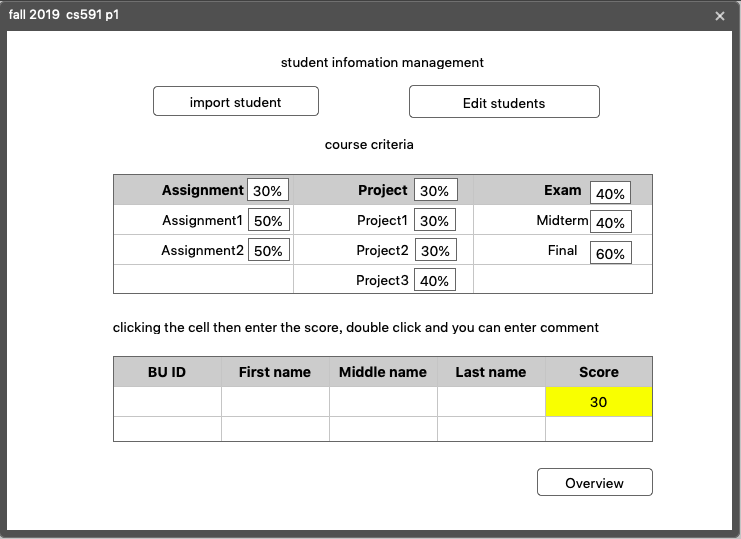 fall 2019 cs591 p1
student infomation management
import student Edit students
course criteria
Assignment 30% Project 30% Exam 40%
Assignment1 50% Project1 30% Midterm 40%
Assignment2 50% Project2 30% Final 60%
Project3 40%
clicking the cell then enter the score, double click and you can enter comment
BU ID First name Middle name Last name Score
30
Overview